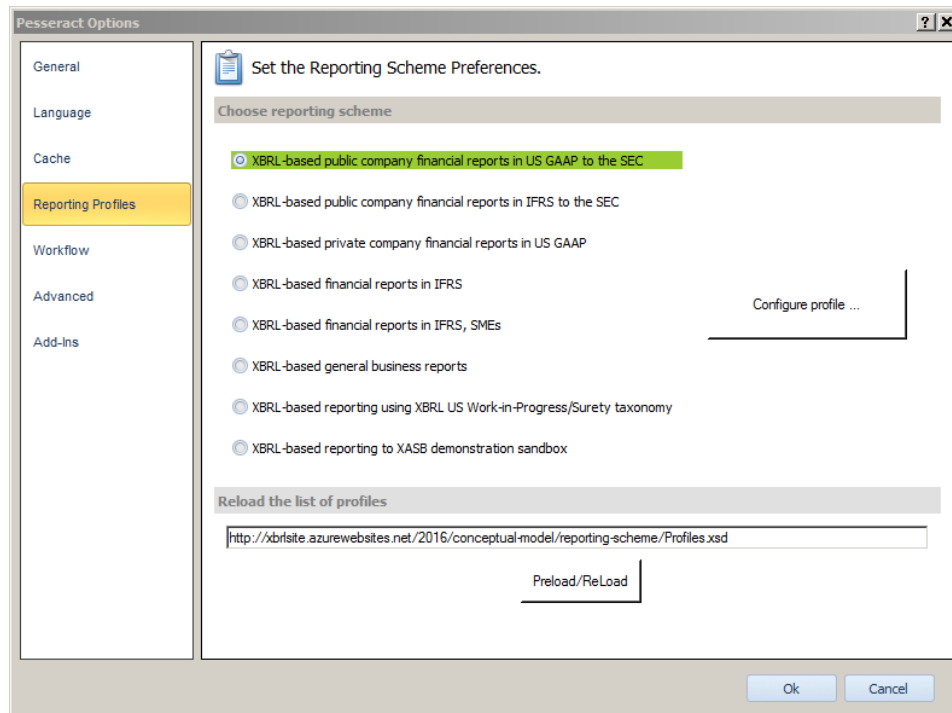 Pesseract Options
General
Language
Cache
Reporting Profiles
Workflow
Advanced
Add-Ins
Set the Reporting Scheme Preferences.
Choose reporting scheme
XBRL-based public company financial reports in US GAAP to the SEC
XBRL-based public company financial reports in IFRS to the SEC
XBRL-based private company financial reports in US GAAP
XBRL-based financial reports in IFRS
XBRL-based financial reports in IFRS, SMEs
XBRL-based general business reports
XBRL-based reporting using XBRL US Work-in-Progress/Surety taxonomy
XBRL-based reporting to XASB demonstration sandbox
Configure profile ...
Reload the list of profiles
http://xbrlsite.azurewebsites.net/2016/conceptual-model/reporting-scheme/Profiles.xsd
Preload/ReLoad
Ok
Cancel